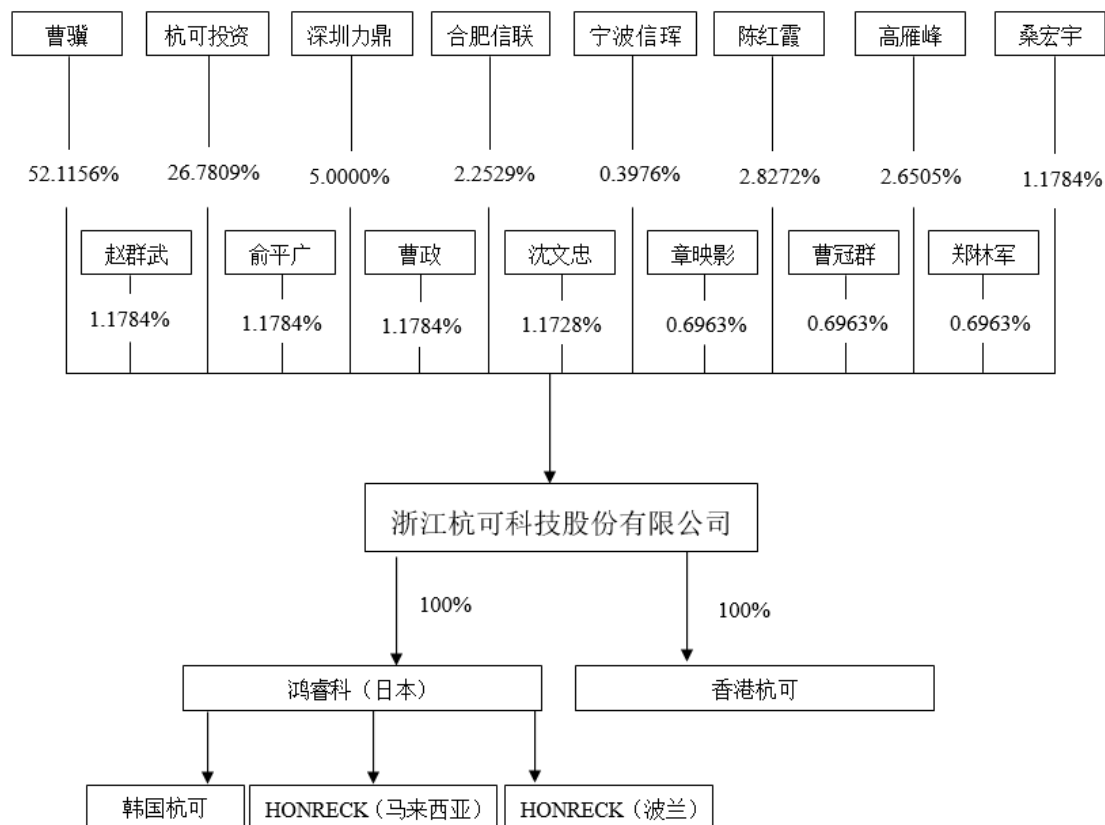 曹骥
杭可投资
深圳力鼎
合肥信联
宁波信珲
陈红霞
高雁峰
桑宏宇
52.1156%
26.7809%
5.0000%
2.2529%
0.3976%
2.8272%
2.6505%
1.1784%
赵群武
俞平广
曹政
沈文忠
章映影
曹冠群
郑林军
1.1784%
1.1784%
1.1784%
1.1728%
0.6963%
0.6963%
0.6963%
浙江杭可科技股份有限公司
100%
100%
鸿睿科（日本）
香港杭可
韩国杭可
HONRECK（马来西亚）
HONRECK（波兰）